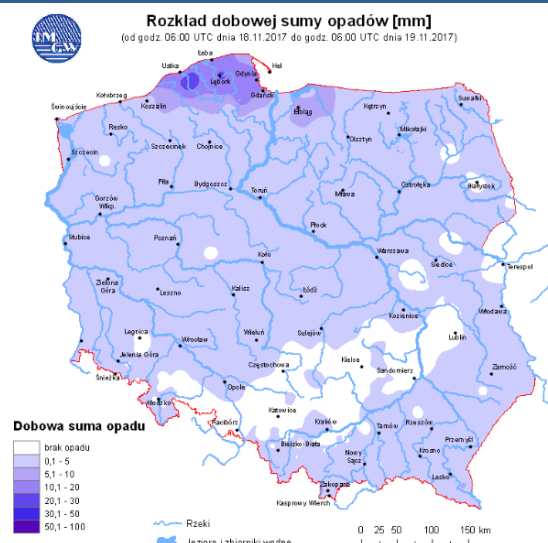 Rozkład dobowej sumy opadów [mm]
(od godz. 06:00 UTC dnia 18.11.2017 do godz. 06:00 UTC dnia 19.11.2017)
IM
GW
Łeba
Ustka
Hel
Lębork
Gdynia
Gdańsk
Kołobrzeg
Koszalin
Świnoujście
Elbląg
Kętrzyn
Suwałki
Resko
Mikołajki
Szczecinek
Chojnice
Olsztyn
Szczecin
Piła
Bydgoszcz
Toruń
Mława
Ostrołęka
Białystok
Gorzów
Wlkp.
Płock
Słubice
Poznań
Koło
Warszawa
Siedlce
Terespol
Zielona
Góra
Leszno
Kalisz
Łódź
Kozienice
Włodawa
Legnica
Wrocław
Wieluń
Sulejów
Lublin
Jelenia Góra
Śnieżka
Częstochowa
Kielce
Sandomierz
Zamość
Opole
Kłodzko
Katowice
Racibórz
Kraków
Tarnów
Rzeszów
Bielsko-Biała
Przemyśl
Nowy
Sącz
Krosno
Lesko
Zakopane
Kasprowy Wierch
Dobowa suma opadu
brak opadu
0,1 - 5
5,1 - 10
10,1 - 20
20,1 - 30
30,1 - 50
50,1 - 100
Rzeki
Jeziora i zbiorniki wodne
0 25 50 100 150 km